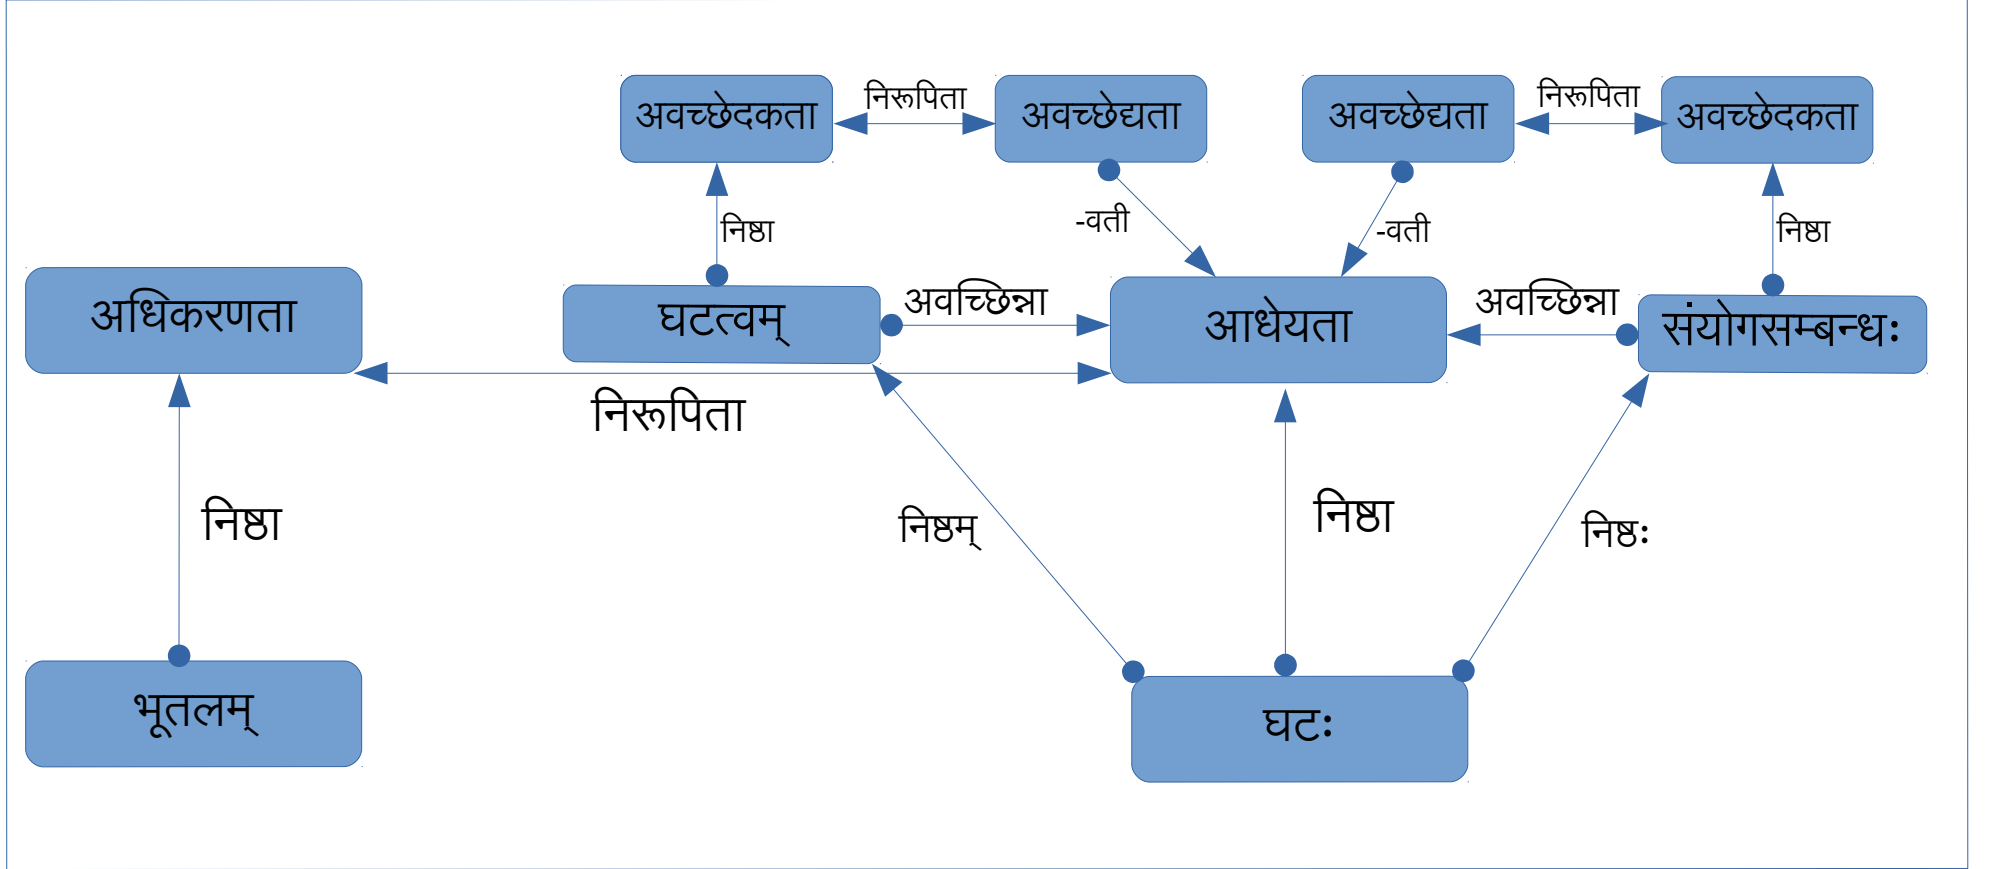 निरूपिता
निरूपिता
अवच्छेदकता
अवच्छेद्यता
अवच्छेद्यता
अवच्छेदकता
निष्ठा
-वती
-वती
निष्ठा
अधिकरणता
घटत्वम्
अवच्छिन्ना
आधेयता
अवच्छिन्ना
संयोगसम्बन्धः
निरूपिता
निष्ठा
निष्ठम्
निष्ठा
निष्ठः
भूतलम्
घटः